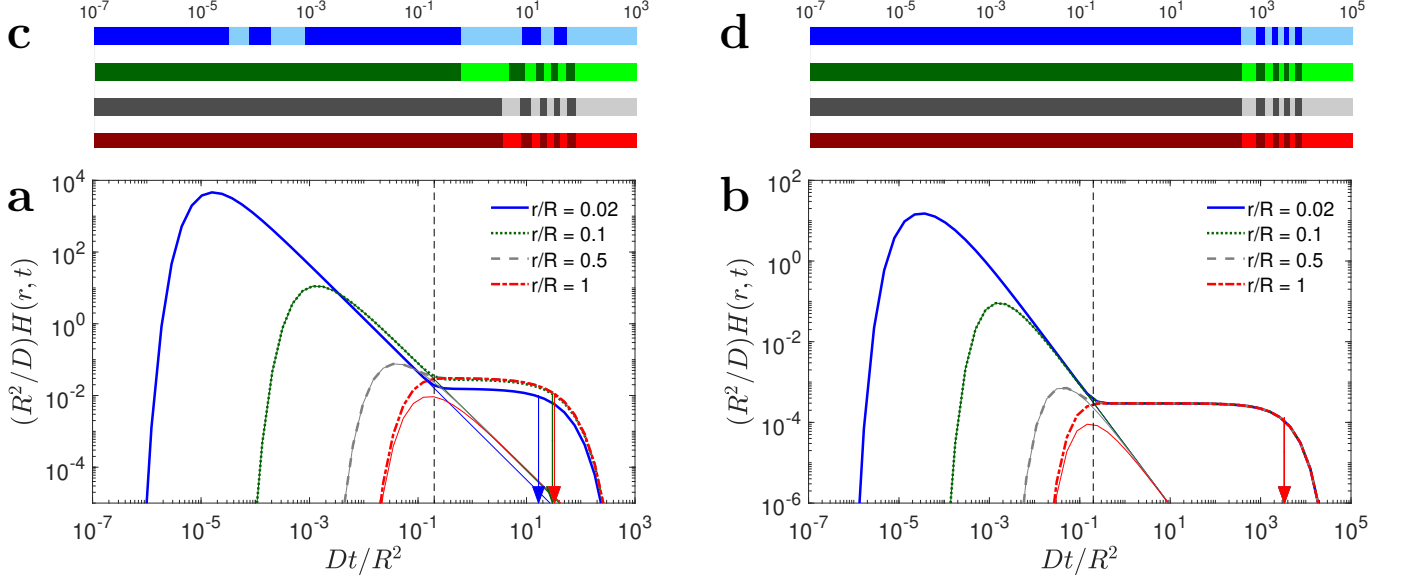 10^-7 10^-5 10^-3 10^-1 10^1 10^3
c
10^-7 10^-5 10^-3 10^-1 10^1 10^3 10^5
d
a
10^4
10^2
10^0
10^-2
10^-4
(R^2/D)H(r, t)
r/R = 0.02
r/R = 0.1
r/R = 0.5
r/R = 1
10^-7 10^-5 10^-3 10^-1 10^1 10^3
Dt/R^2
b
10^2
10^0
10^-2
10^-4
10^-6
(R^2/D)H(r, t)
r/R = 0.02
r/R = 0.1
r/R = 0.5
r/R = 1
10^-7 10^-5 10^-3 10^-1 10^1 10^3 10^5
Dt/R^2